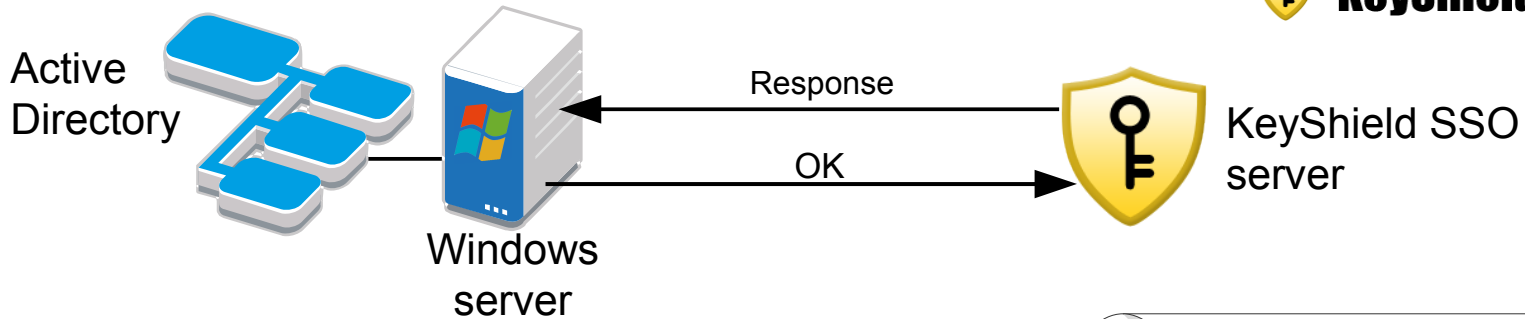 Active
Directory
Response
OK
KeyShield SSO
server
Windows
server